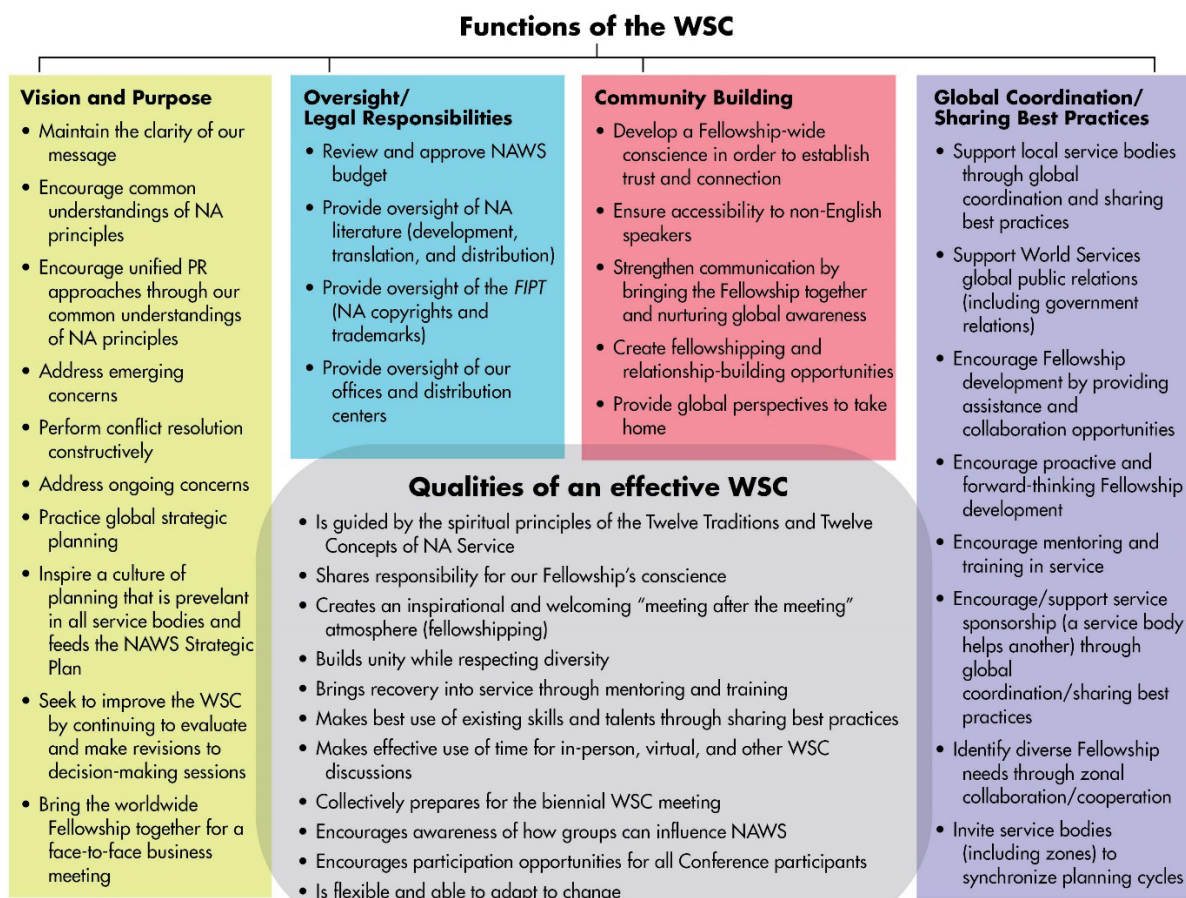 Functions of the WSC
Vision and Purpose
• Maintain the clarity of our
message
• Encourage common
understandings of NA
principles
• Encourage unified PR
approaches through our
common understandings
of NA principles
• Address emerging
concerns
• Perform conflict resolution
constructively
• Address ongoing concerns
• Practice global strategic
planning
• Inspire a culture of
planning that is prevelant
in all service bodies and
feeds the NAWS Strategic
Plan
• Seek to improve the WSC
by continuing to evaluate
and make revisions to
decision-making sessions
• Bring the worldwide
Fellowship together for a
face-to-face business
meeting
Oversight/
Legal Responsibilities
• Review and approve NAWS
budget
• Provide oversight of NA
literature (development,
translation, and distribution)
• Provide oversight of the FIPT
(NA copyrights and
trademarks)
• Provide oversight of our
offices and distribution
centers
Community Building
• Develop a Fellowship-wide
conscience in order to establish
trust and connection
• Ensure accessibility to non-English
speakers
• Strengthen communication by
bringing the Fellowship together
and nurturing global awareness
• Create fellowshipping and
relationship-building opportunities
• Provide global perspectives to take
home
Global Coordination/
Sharing Best Practices
• Support local service bodies
through global
coordination and sharing
best practices
• Support World Services
global public relations
(including government
relations)
• Encourage Fellowship
development by providing
assistance and
collaboration opportunities
• Encourage proactive and
forward-thinking Fellowship
development
• Encourage mentoring and
training in service
• Encourage/support service
sponsorship (a service body
helps another) through
global
coordination/sharing best
practices
• Identify diverse Fellowship
needs through zonal
collaboration/cooperation
• Invite service bodies
(including zones) to
synchronize planning cycles
Qualities of an effective WSC
• Is guided by the spiritual principles of the Twelve Traditions and Twelve
Concepts of NA Service
• Shares responsibility for our Fellowship's conscience
• Creates an inspirational and welcoming "meeting after the meeting"
atmosphere (fellowshipping)
• Builds unity while respecting diversity
• Brings recovery into service through mentoring and training
• Makes best use of existing skills and talents through sharing best practices
• Makes effective use of time for in-person, virtual, and other WSC
discussions
• Collectively prepares for the biennial WSC meeting
• Encourages awareness of how groups can influence NAWS
• Encourages participation opportunities for all Conference participants
• Is flexible and able to adapt to change